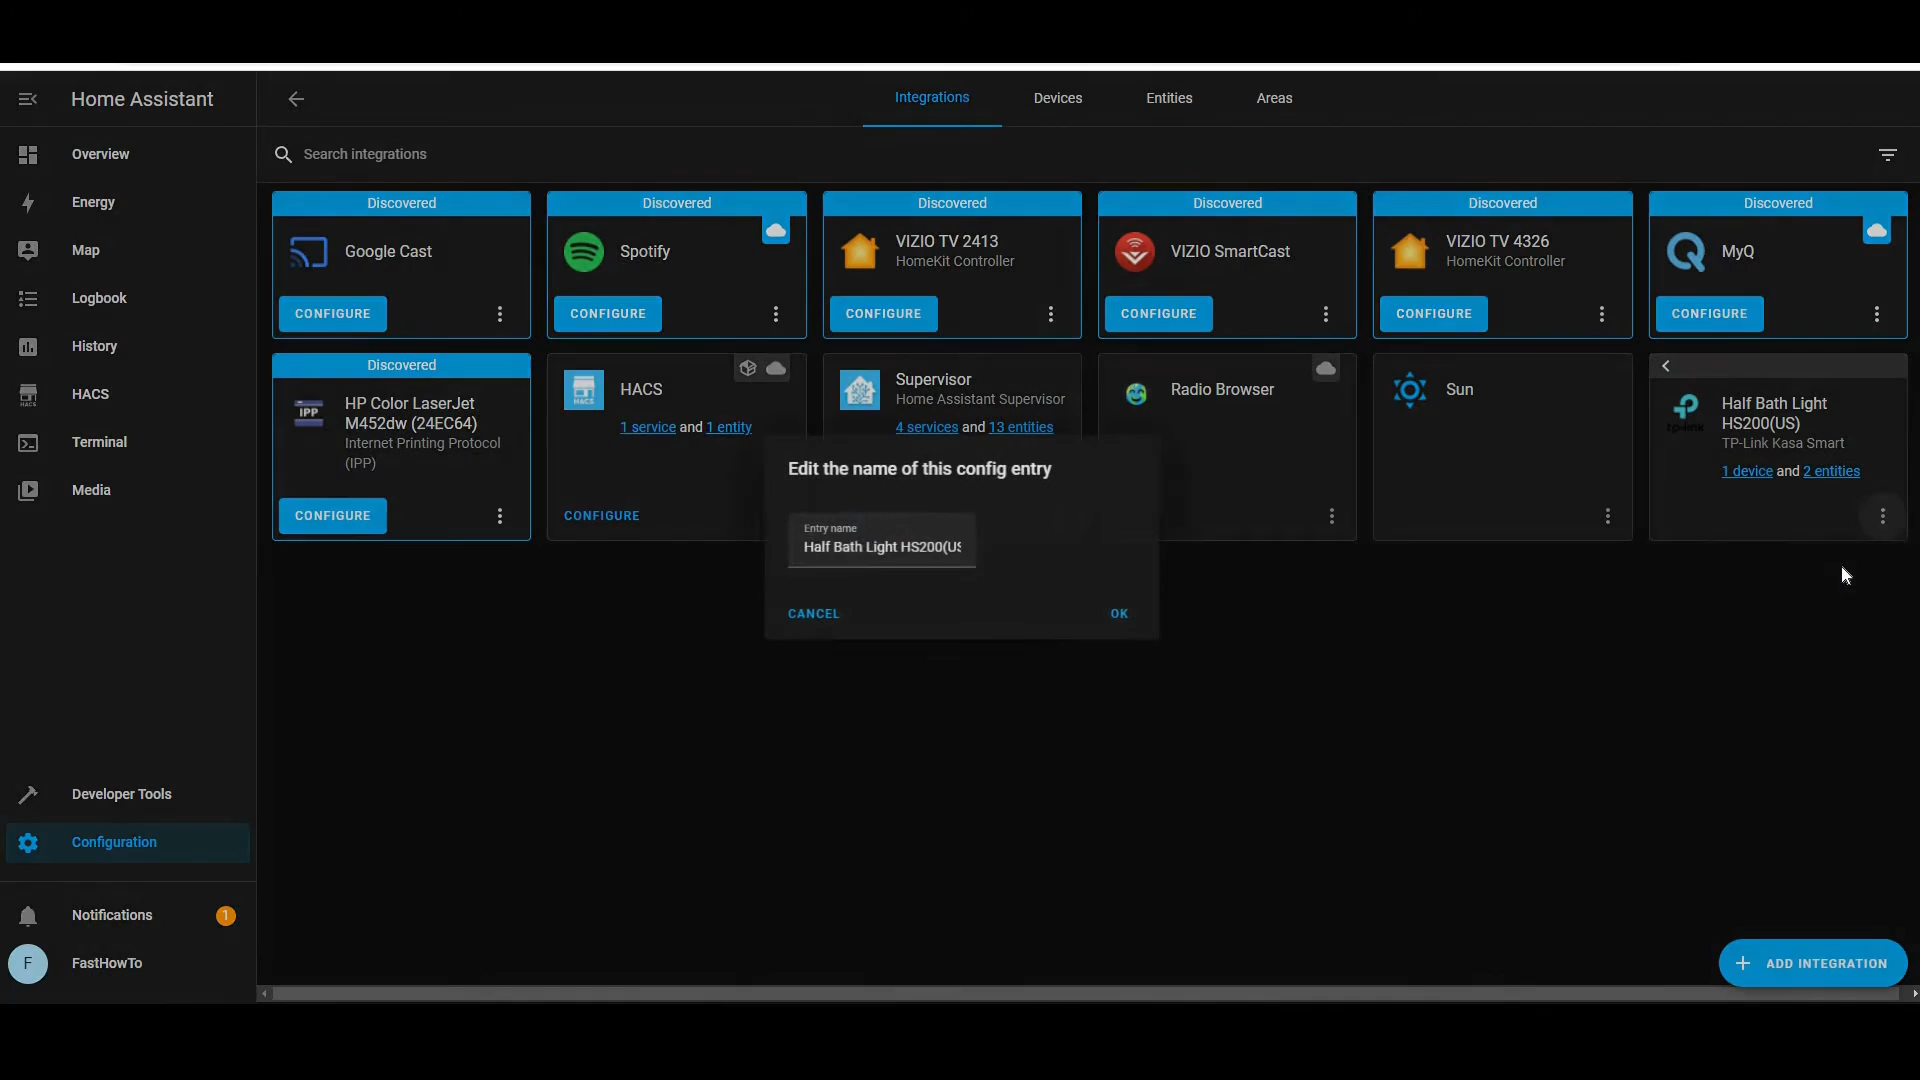 Home Assistant
Integrations
Devices
Entities
Areas
Search integrations
Overview
Energy
Map
Logbook
History
HACS
Terminal
Media
Developer Tools
Configuration
Notifications
1
F
FastHowTo
Discovered
Google Cast
CONFIGURE
Discovered
Spotify
CONFIGURE
Discovered
VIZIO TV 2413
HomeKit Controller
CONFIGURE
Discovered
VIZIO SmartCast
CONFIGURE
Discovered
VIZIO TV 4326
HomeKit Controller
CONFIGURE
Discovered
MyQ
CONFIGURE
Discovered
IPP
HP Color LaserJet
M452dw (24EC64)
Internet Printing Protocol
(IPP)
CONFIGURE
HACS
HACS
1 service and 1 entity
CONFIGURE
Supervisor
Home Assistant Supervisor
4 services and 13 entities
Radio Browser
Sun
tp-link
Half Bath Light
HS200(US)
TP-Link Kasa Smart
1 device and 2 entities
Edit the name of this config entry
Entry name
Half Bath Light HS200(US
CANCEL
OK
ADD INTEGRATION